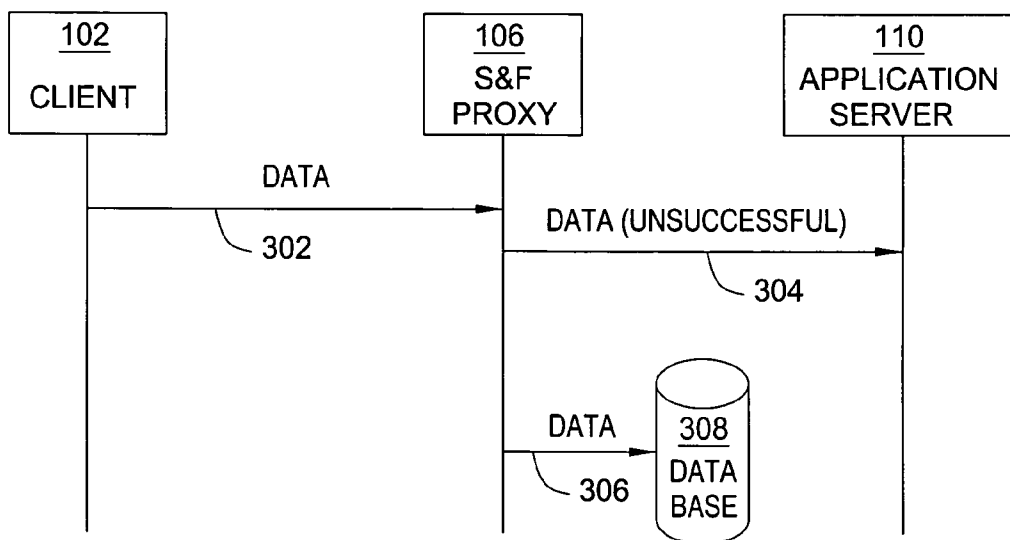 102
CLIENT
106
S&F
PROXY
110
APPLICATION
SERVER
DATA
302
DATA (UNSUCCESSFUL)
304
DATA
306
308
DATA
BASE